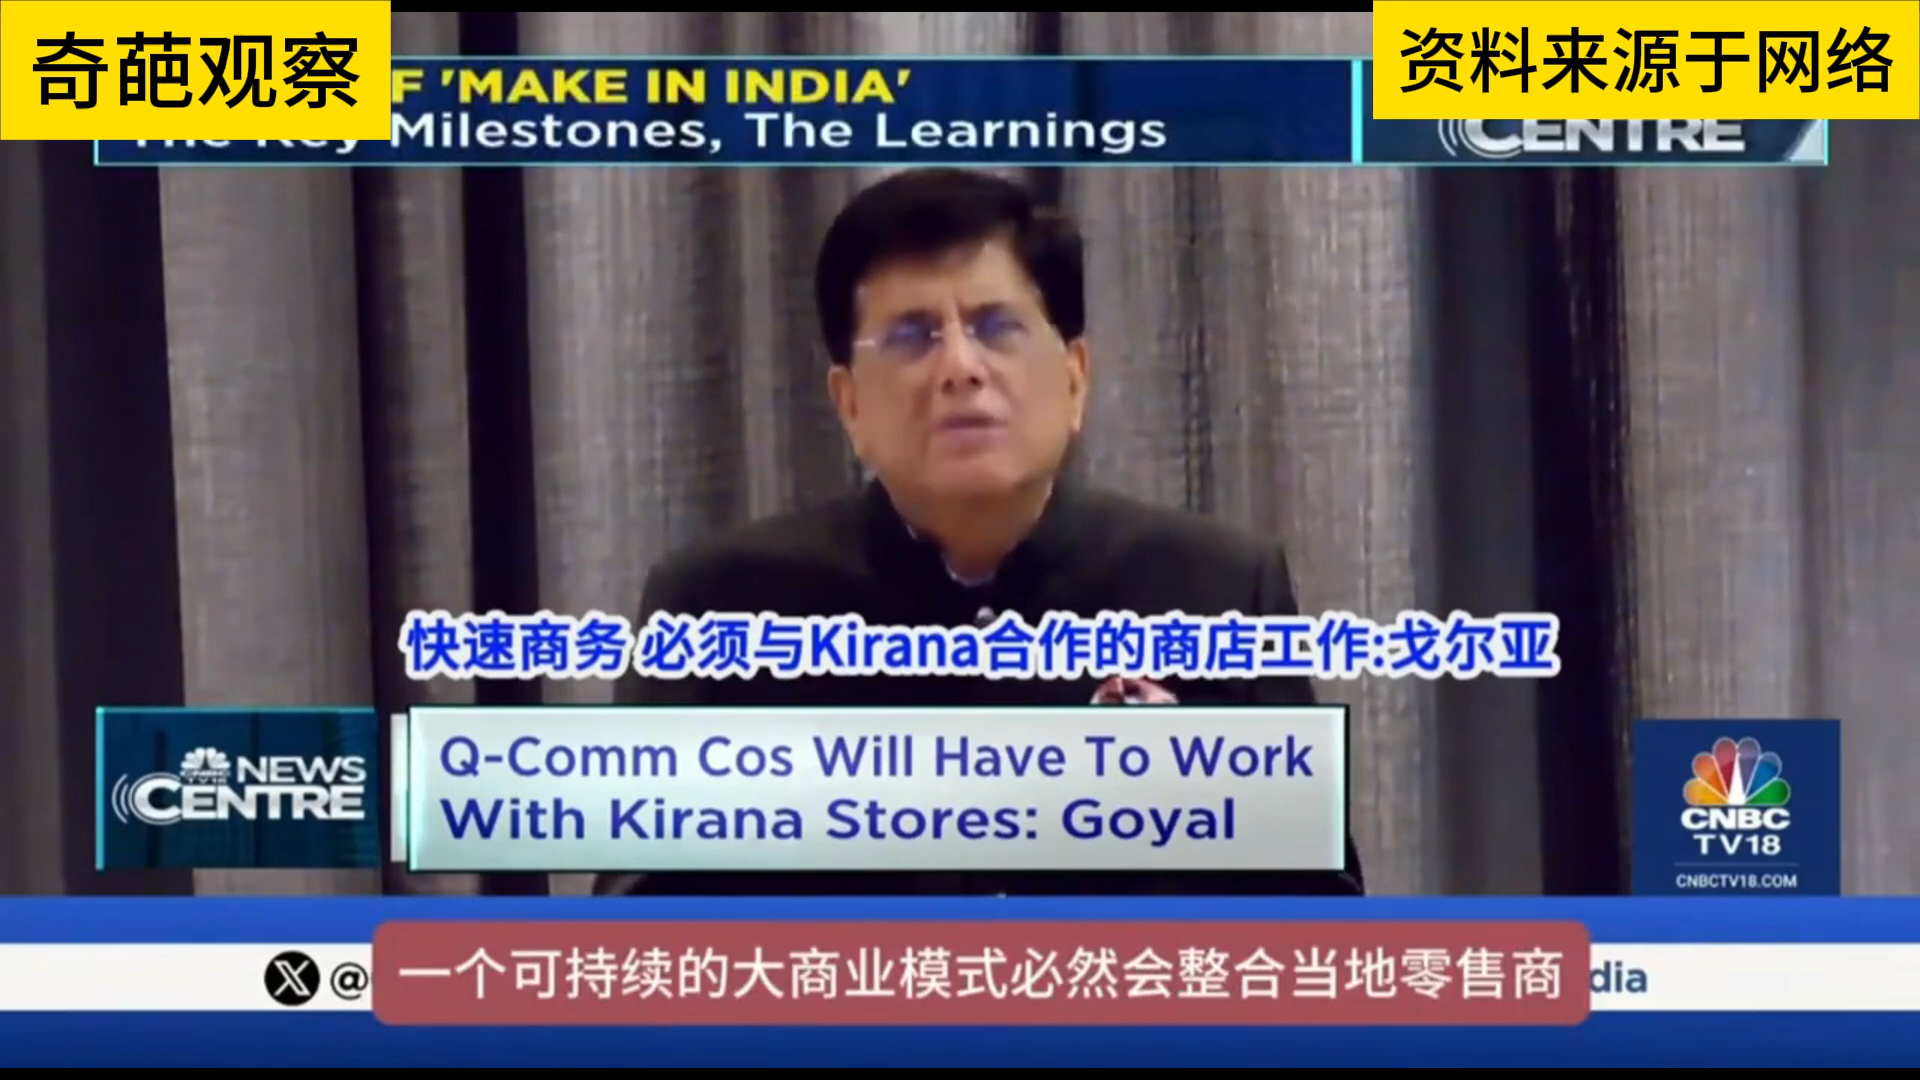 奇葩观察
资料来源于网络
F 'MAKE IN INDIA'
The Key Milestones, The Learnings
CENTRE
快速商务 必须与Kirana合作的商店工作:戈尔亚
NEWS
CENTRE
Q-Comm Cos Will Have To Work
With Kirana Stores: Goyal
CNBC
TV18
CNBCTV18.COM
@
一个可持续的大商业模式必然会整合当地零售商
dia